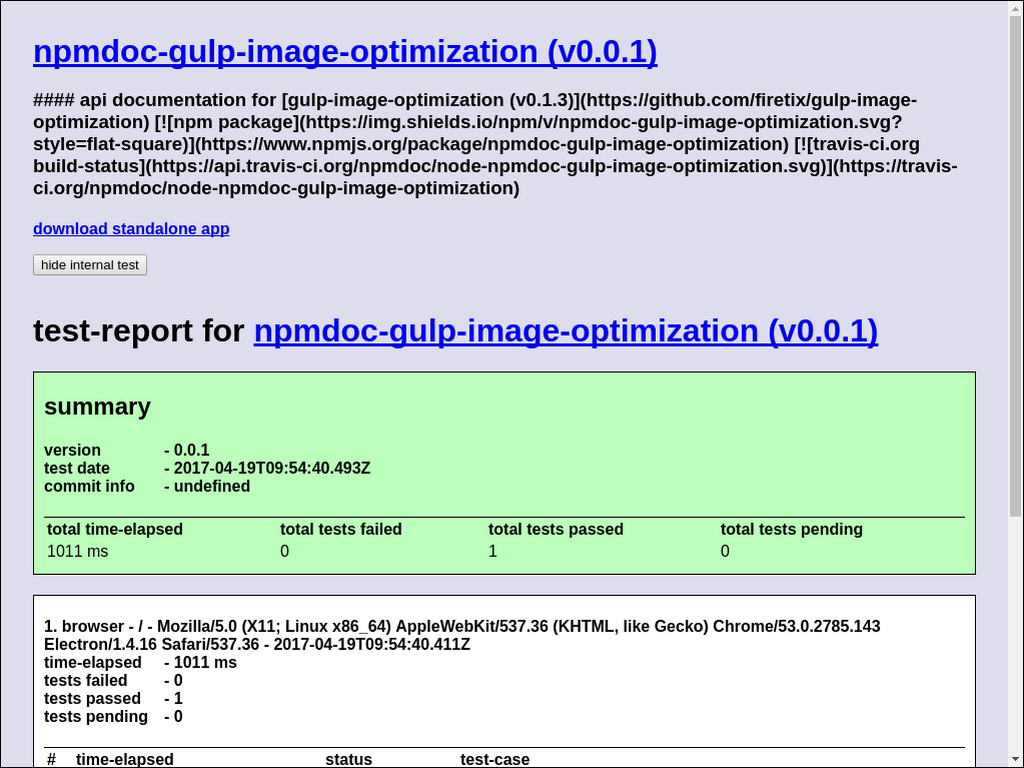 npmdoc-gulp-image-optimization (v0.0.1)
#### api documentation for [gulp-image-optimization (v0.1.3)](https://github.com/firetix/gulp-image-
optimization) [![npm package](https://img.shields.io/npm/v/npmdoc-gulp-image-optimization.svg?
style=flat-square)](https://www.npmjs.org/package/npmdoc-gulp-image-optimization) [![travis-ci.org
build-status](https://api.travis-ci.org/npmdoc/node-npmdoc-gulp-image-optimization.svg)](https://travis-
ci.org/npmdoc/node-npmdoc-gulp-image-optimization)
download standalone app
hide internal test
test-report for npmdoc-gulp-image-optimization (v0.0.1)
summary
version - 0.0.1
test date - 2017-04-19T09:54:40.493Z
commit info - undefined
total time-elapsed total tests failed total tests passed total tests pending
1011 ms 0 1 0
1. browser - / - Mozilla/5.0 (X11; Linux x86_64) AppleWebKit/537.36 (KHTML, like Gecko) Chrome/53.0.2785.143
Electron/1.4.16 Safari/537.36 - 2017-04-19T09:54:40.411Z
time-elapsed - 1011 ms
tests failed - 0
tests passed - 1
tests pending - 0
# time-elapsed status test-case